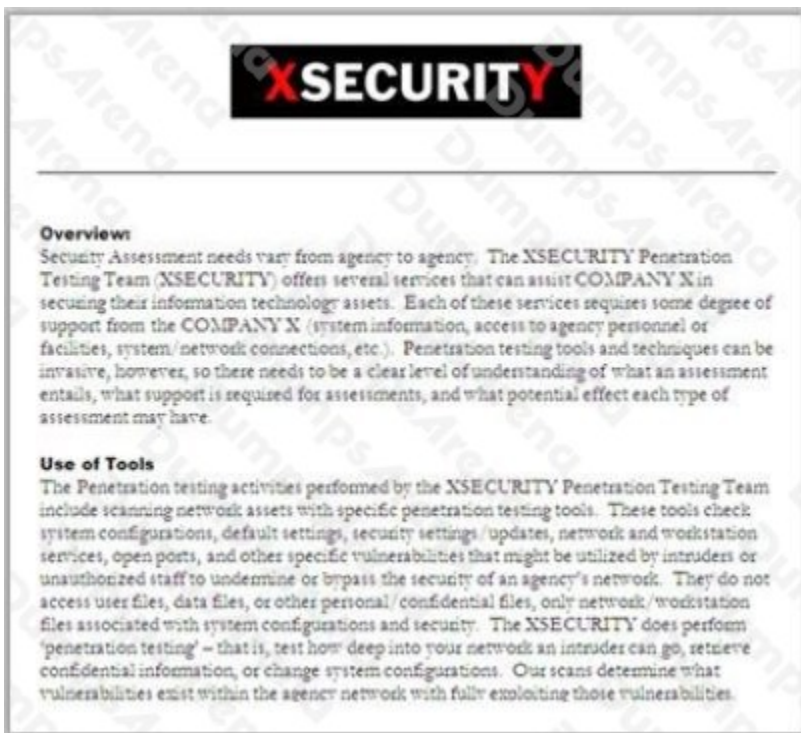 XSECURITY
Overview:
Security Assessment needs vary from agency to agency. The XSECURITY Penetration
Testing Team (XSECURITY) offers several services that can assist COMPANY X in
securing their information technology assets. Each of these services requires some degree of
support from the COMPANY X (system information, access to agency personnel or
facilities, system/network connections, etc.). Penetration testing tools and techniques can be
invasive, however, so there needs to be a clear level of understanding of what an assessment
entails, what support is required for assessments, and what potential effect each type of
assessment may have.
Use of Tools
The Penetration testing activities performed by the XSECURITY Penetration Testing Team
include scanning network assets with specific penetration testing tools. These tools check
system configurations, default settings, security settings/updates, network and workstation
services, open ports, and other specific vulnerabilities that might be utilized by intruders or
unauthorized staff to undermine or bypass the security of an agency's network. They do not
access user files, data files, or other personal/confidential files, only network/workstation
files associated with system configurations and security. The XSECURITY does perform
'penetration testing' – that is, test how deep into your network an intruder can go, retrieve
confidential information, or change system configurations. Our scans determine what
vulnerabilities exist within the agency network with fully exploiting those vulnerabilities.
DumpsArena